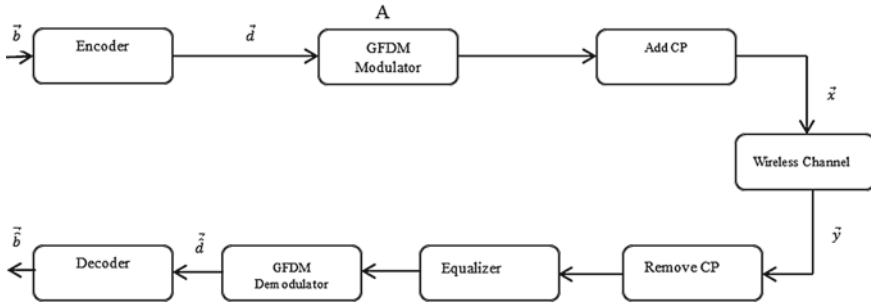 A
b⃗
Encoder
d⃗
GFDM
Modulator
Add CP
x⃗
Wireless Channel
y⃗
Remove CP
Equalizer
GFDM
Demodulator
d̂⃗
Decoder
b̂⃗